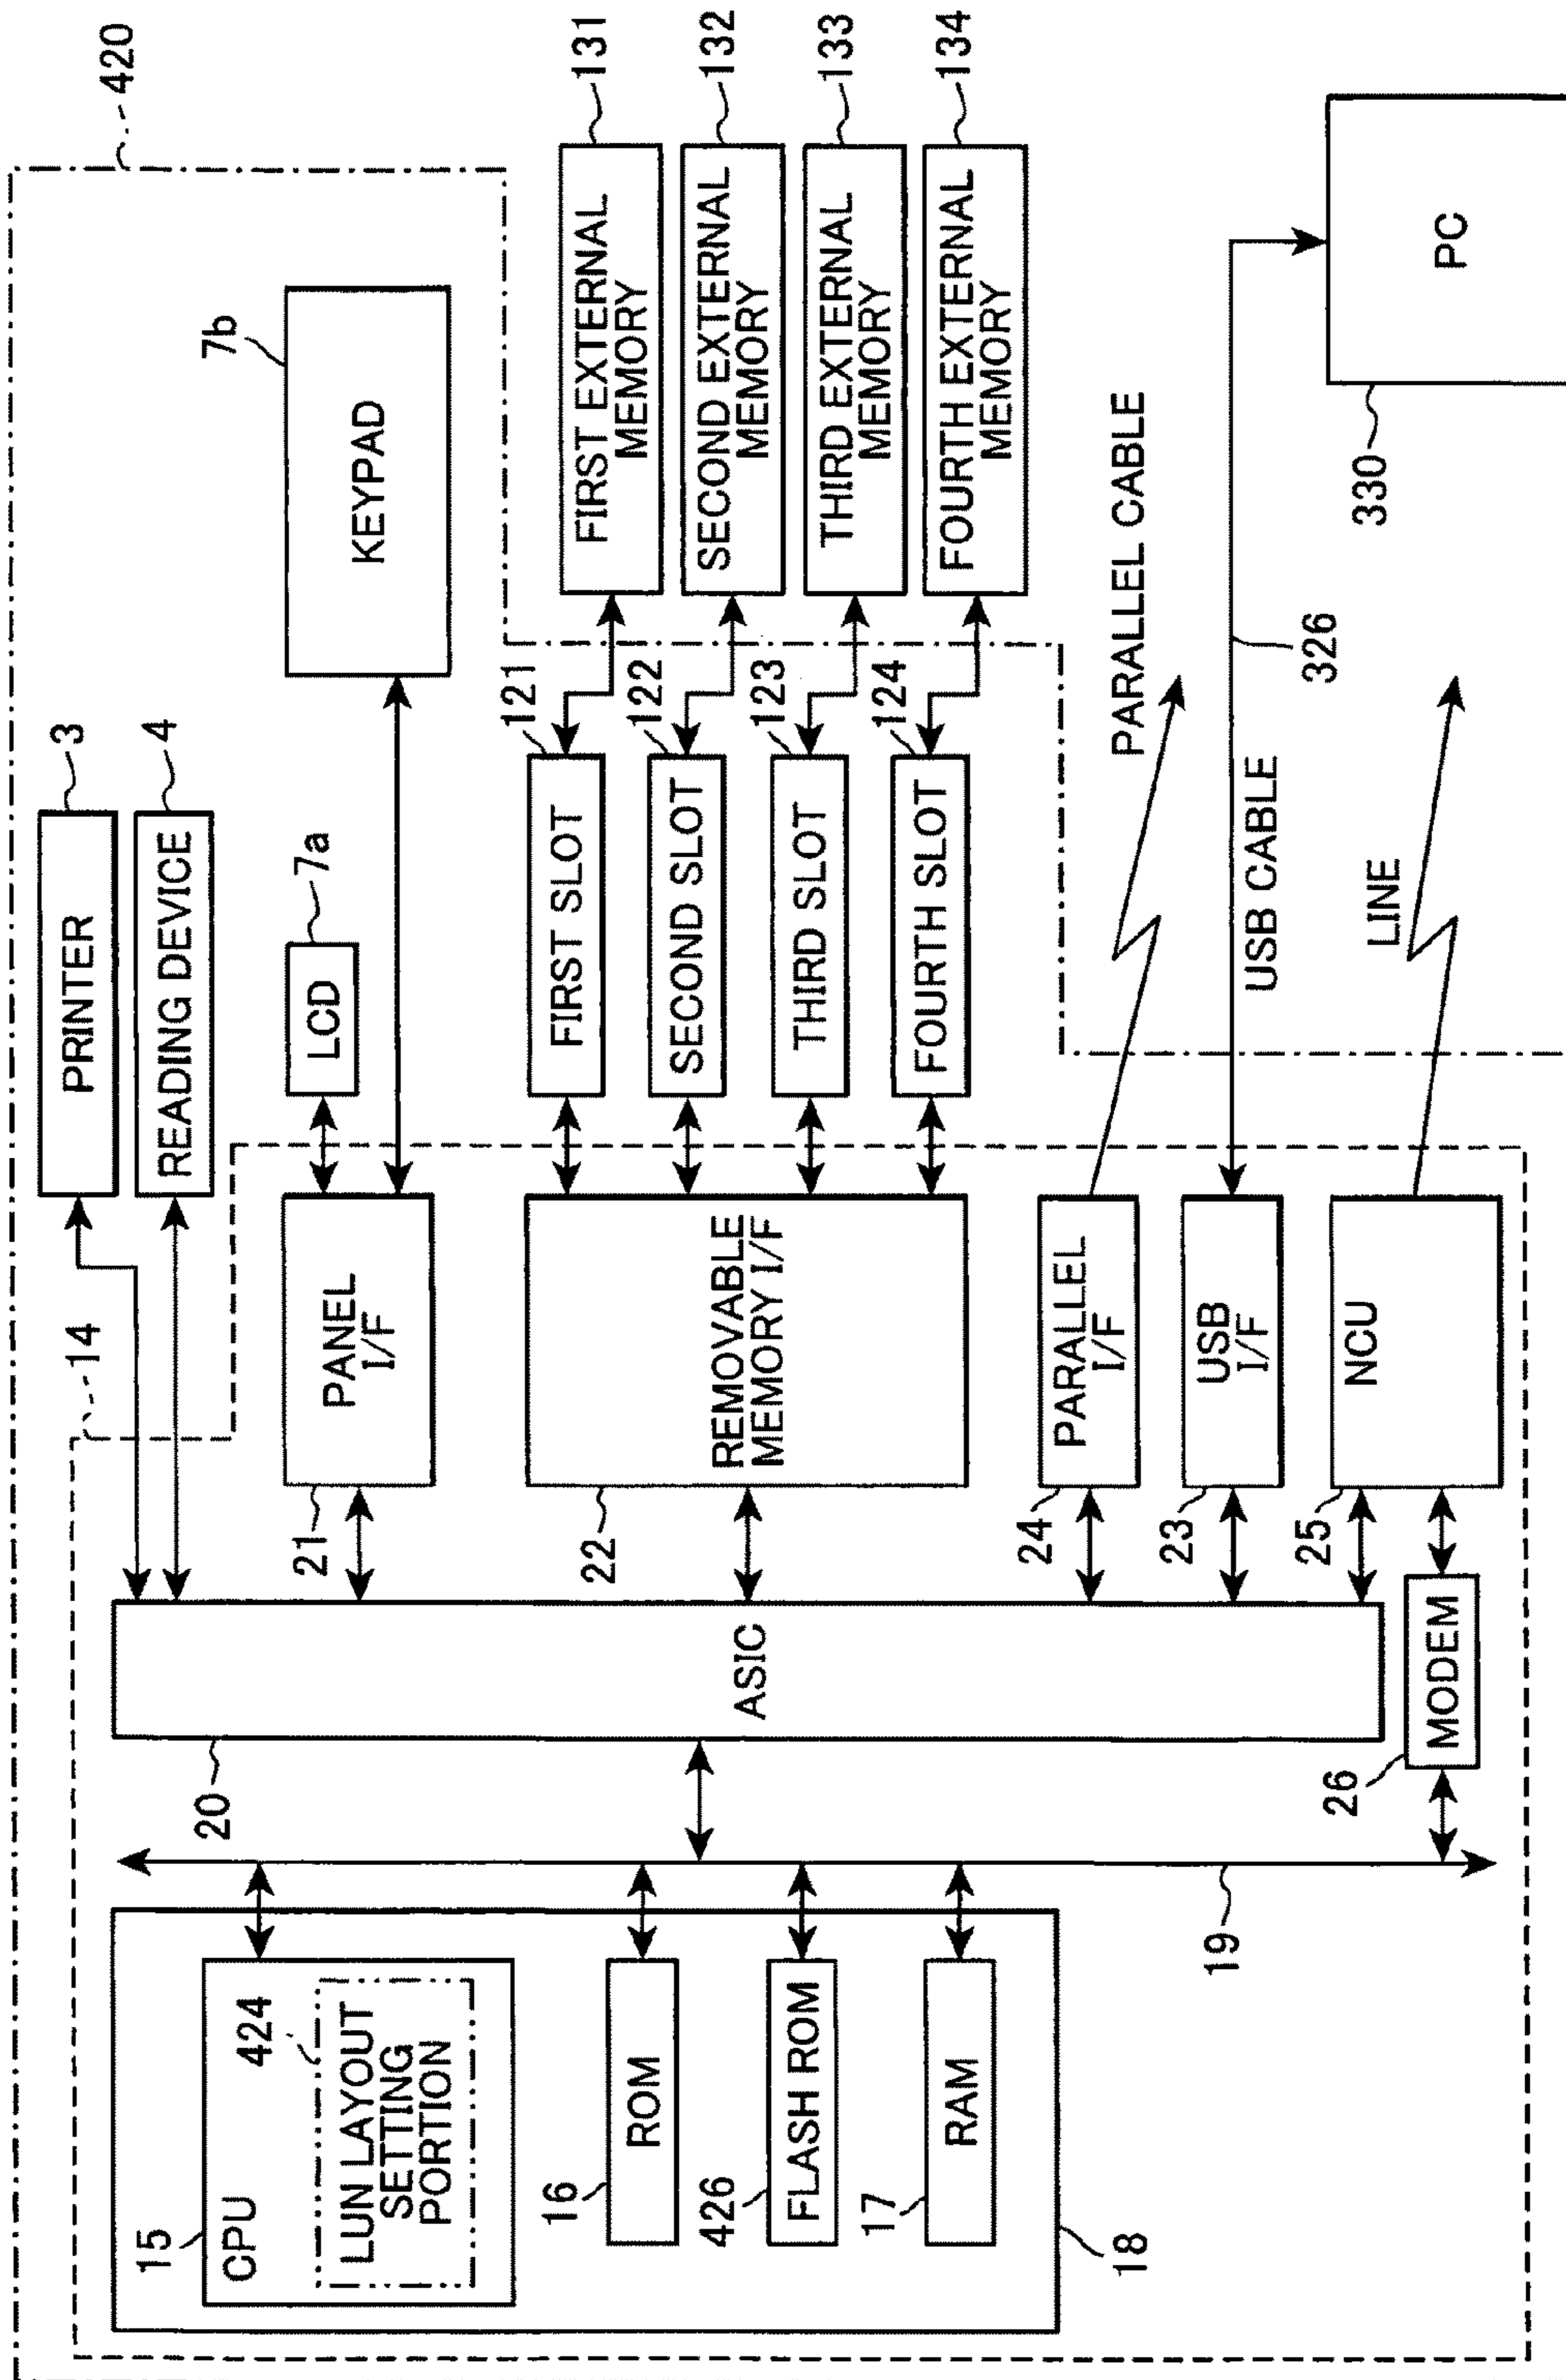 420
14
15
CPU
424
LUN LAYOUT
SETTING
PORTION
16
ROM
426
FLASH ROM
17
RAM
18
19
20
ASIC
26
MODEM
PRINTER
3
READING DEVICE
4
21
PANEL
I/F
LCD
7a
KEYPAD
7b
22
REMOVABLE
MEMORY I/F
FIRST SLOT
121
SECOND SLOT
122
THIRD SLOT
123
FOURTH SLOT
124
FIRST EXTERNAL
MEMORY
131
SECOND EXTERNAL
MEMORY
132
THIRD EXTERNAL
MEMORY
133
FOURTH EXTERNAL
MEMORY
134
24
PARALLEL
I/F
PARALLEL CABLE
23
USB
I/F
USB CABLE
326
25
NCU
LINE
330
PC